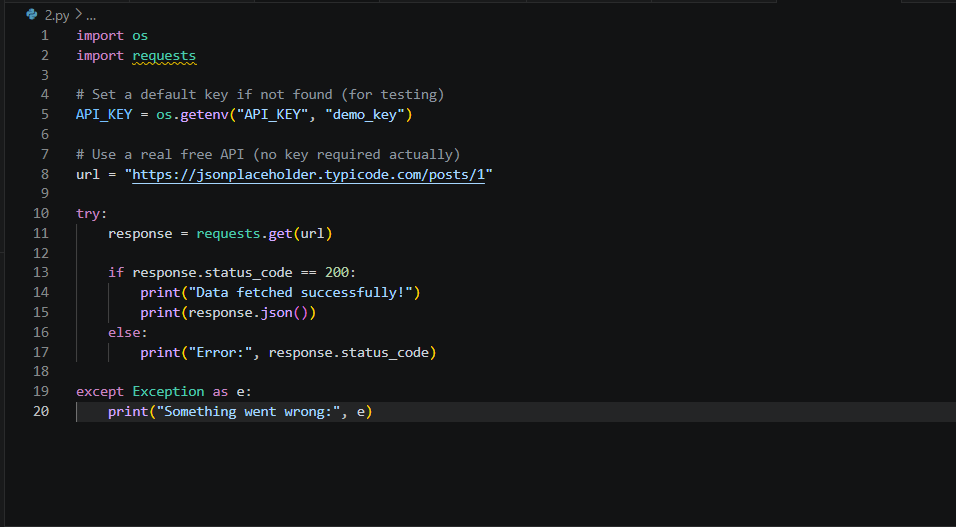 2.py > ...
1 import os
2 import requests
3
4 # Set a default key if not found (for testing)
5 API_KEY = os.getenv("API_KEY", "demo_key")
6
7 # Use a real free API (no key required actually)
8 url = "https://jsonplaceholder.typicode.com/posts/1"
9
10 try:
11     response = requests.get(url)
12
13     if response.status_code == 200:
14         print("Data fetched successfully!")
15         print(response.json())
16     else:
17         print("Error:", response.status_code)
18
19 except Exception as e:
20     print("Something went wrong:", e)